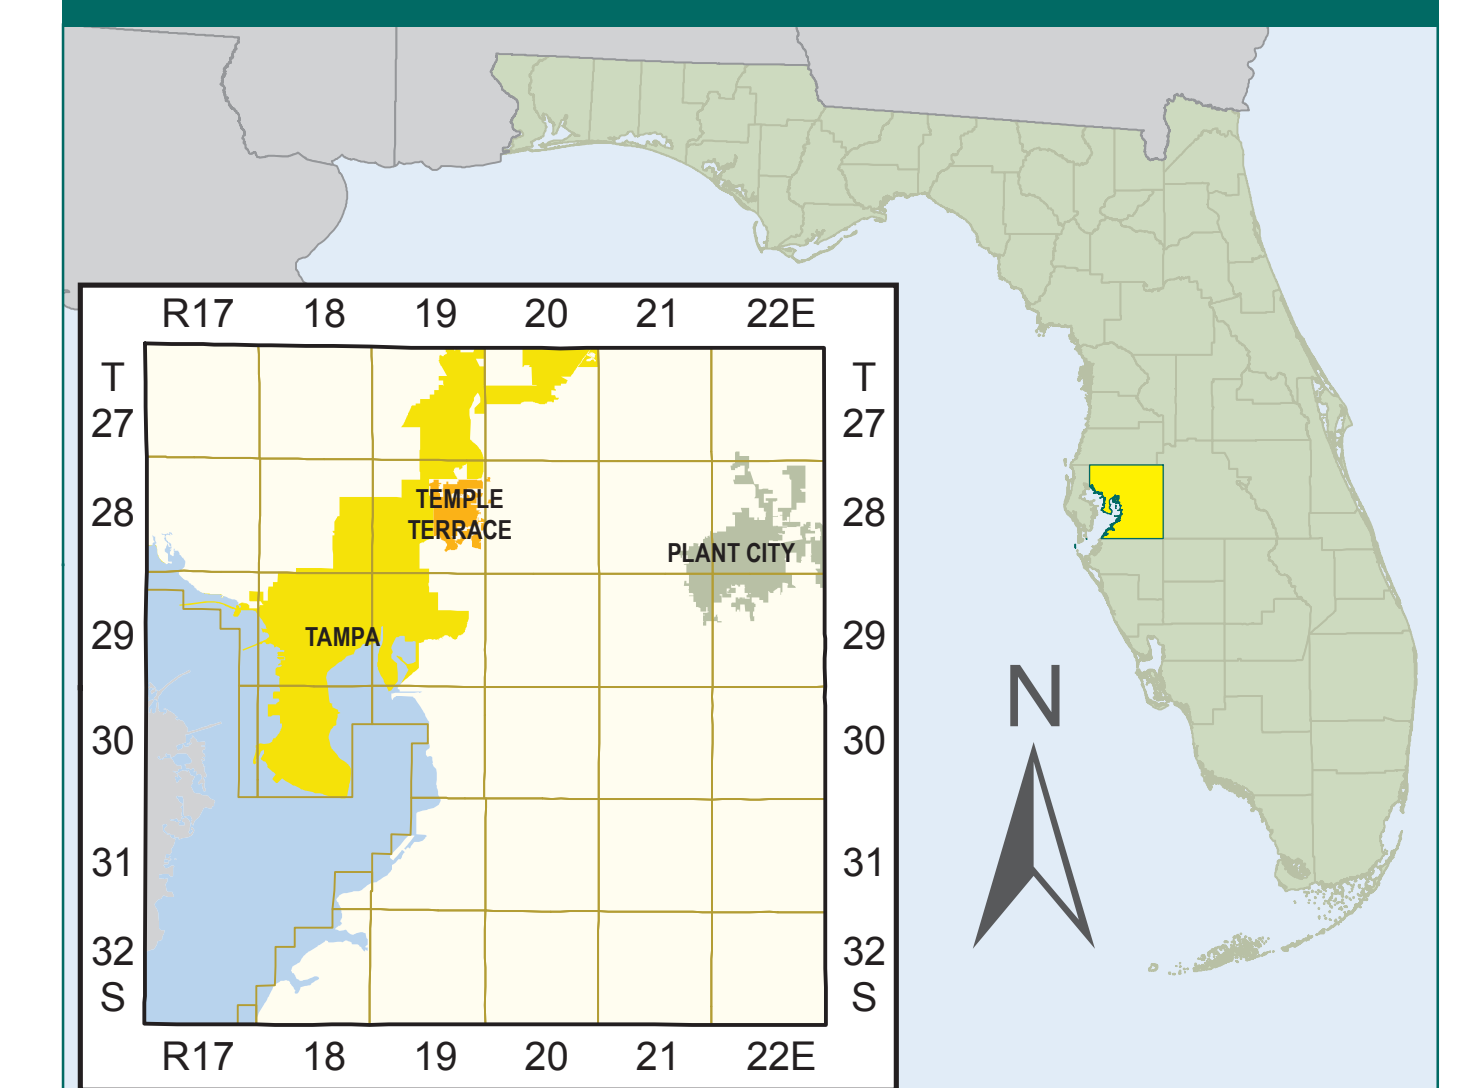 R17 18 19 20 21 22E
T T
27 27
28 28
TEMPLE
TERRACE
PLANT CITY
29 29
TAMPA
N
30 30
31 31
32 32
S S
R17 18 19 20 21 22E